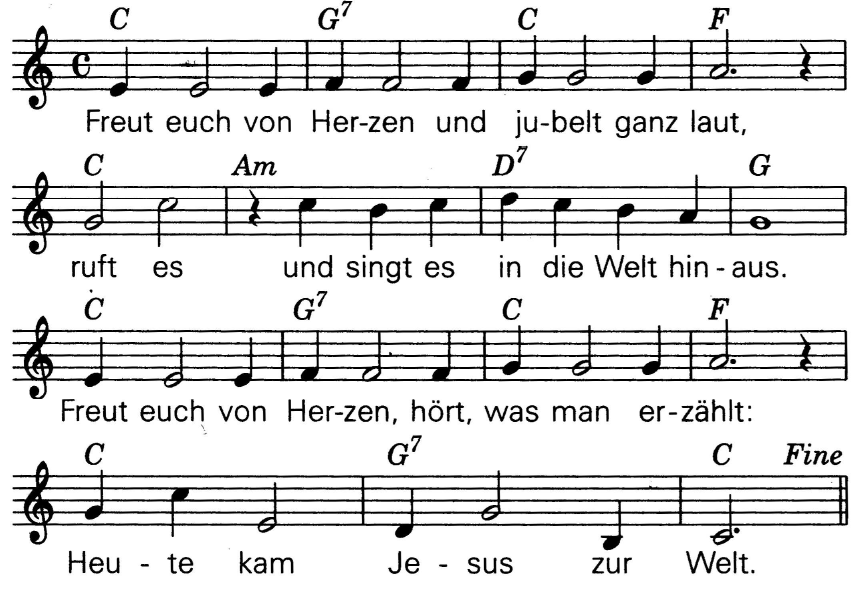 C G7 C F
Freut euch von Her-zen und ju-belt ganz laut,
C Am D7 G
ruft es und singt es in die Welt hin-aus.
C G7 C F
Freut euch von Her-zen, hört, was man er-zählt:
C G7 C Fine
Heu - te kam Je - sus zur Welt.